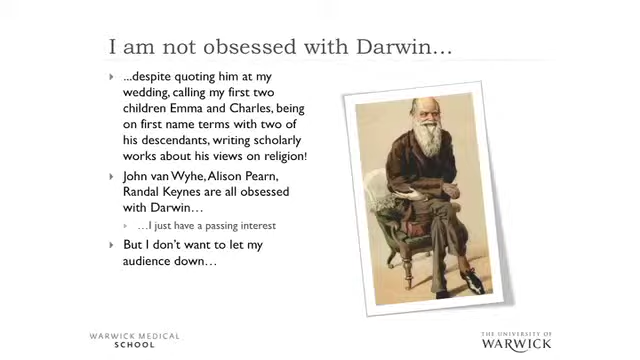 I am not obsessed with Darwin...
...despite quoting him at my
wedding, calling my first two
children Emma and Charles, being
on first name terms with two of
his descendants, writing scholarly
works about his views on religion!
John van Wyhe, Alison Pearn,
Randal Keynes are all obsessed
with Darwin...
...I just have a passing interest
But I don't want to let my
audience down...
WARWICK MEDICAL
SCHOOL
THE UNIVERSITY OF
WARWICK